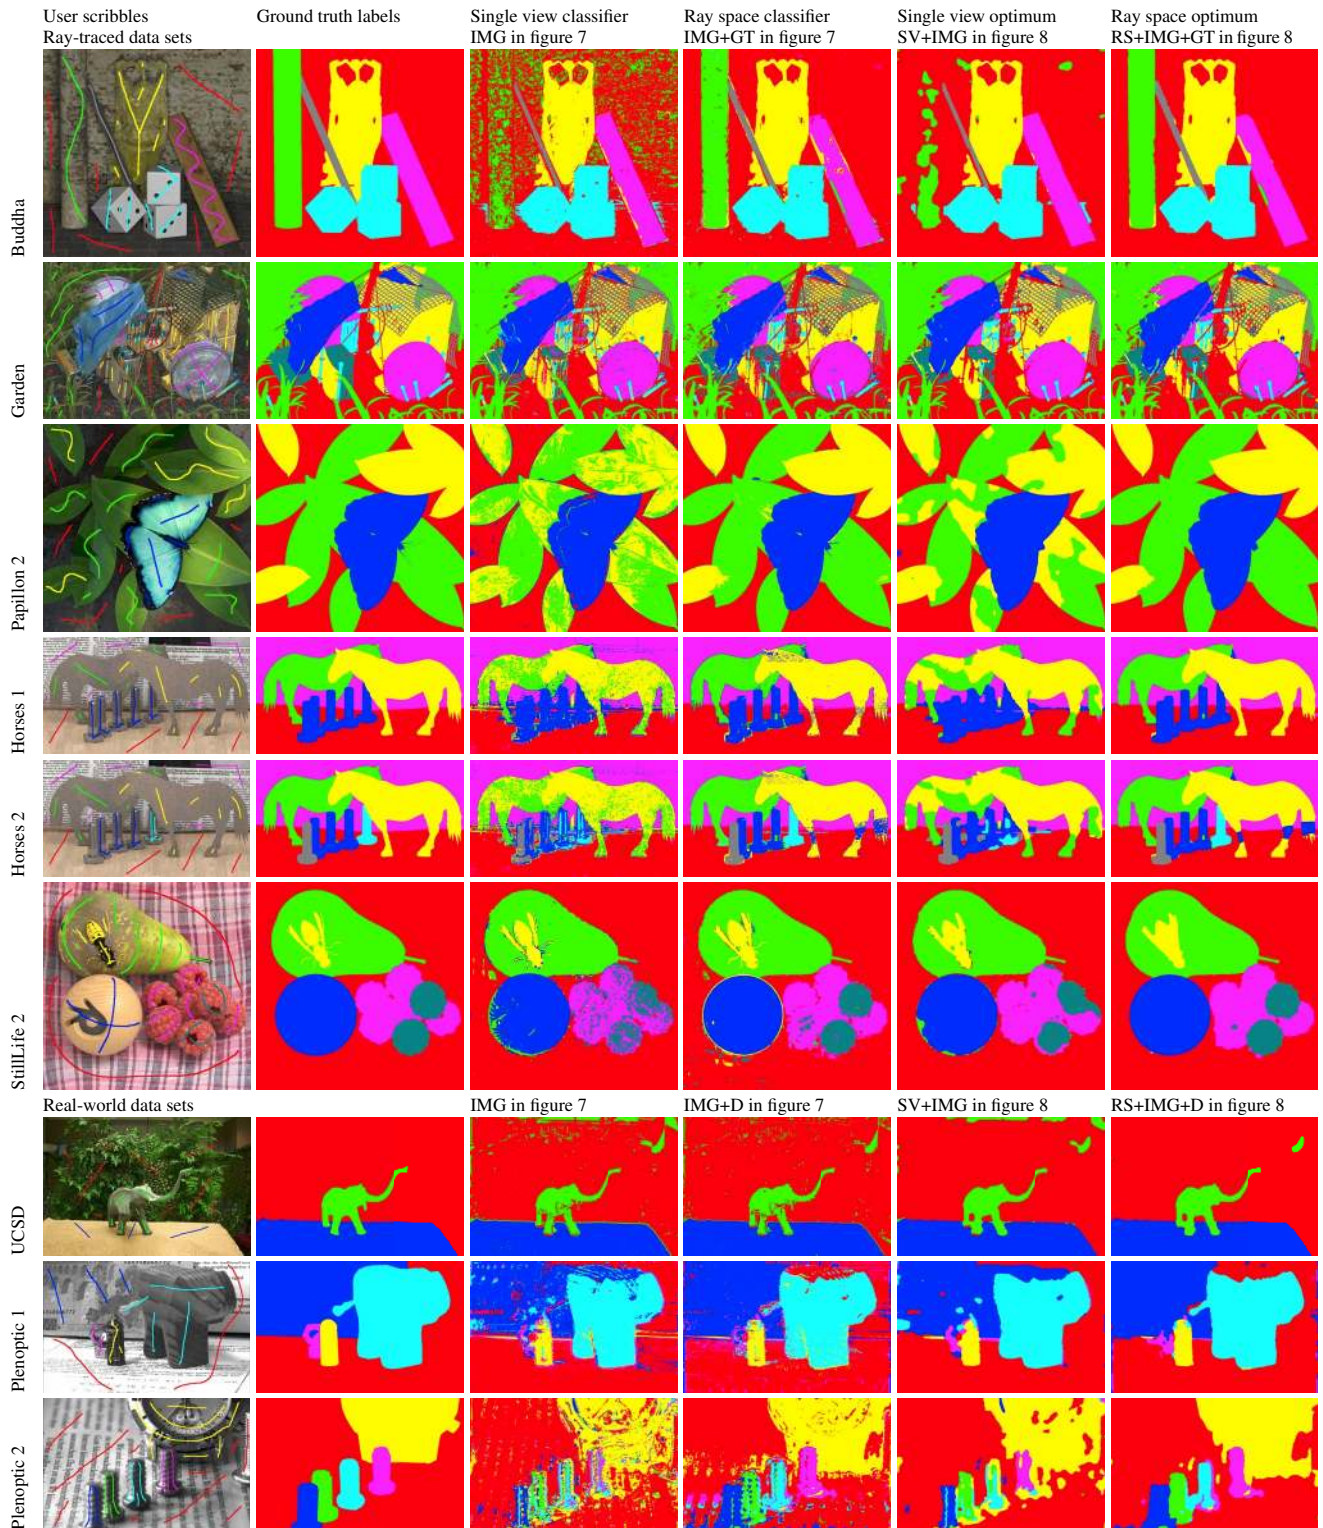 User scribbles
Ray-traced data sets
Ground truth labels
Single view classifier
IMG in figure 7
Ray space classifier
IMG+GT in figure 7
Single view optimum
SV+IMG in figure 8
Ray space optimum
RS+IMG+GT in figure 8
Buddha
Garden
Papillon 2
Horses 1
Horses 2
StillLife 2
Real-world data sets
IMG in figure 7
IMG+D in figure 7
SV+IMG in figure 8
RS+IMG+D in figure 8
UCSD
Plenoptic 1
Plenoptic 2